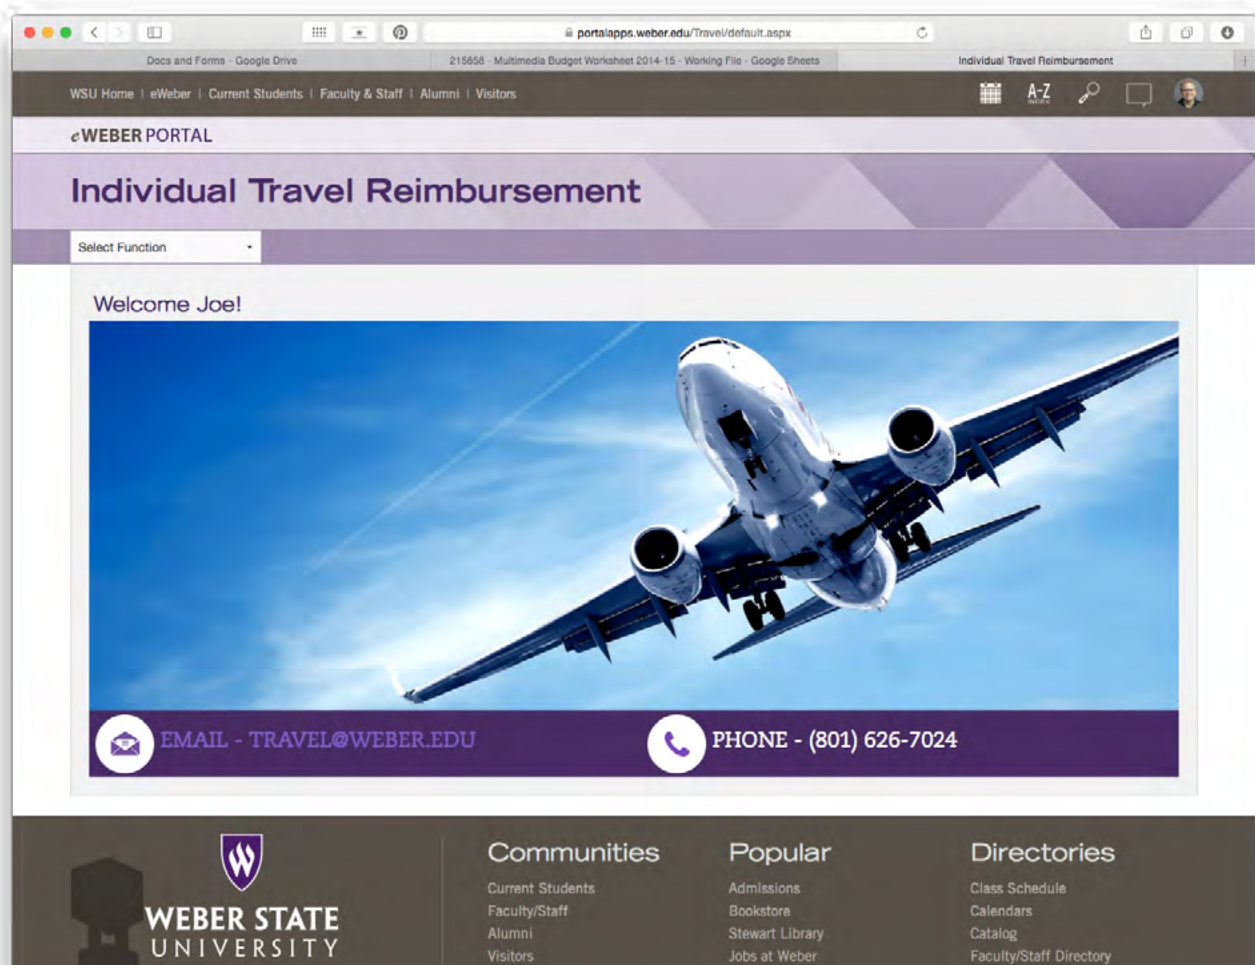 portalapps.weber.edu/Travel/default.aspx
Docs and Forms - Google Drive
215858 - Multimedia Budget Worksheet 2014-15 - Working File - Google Sheets
Individual Travel Reimbursement
WSU Home | eWeber | Current Students | Faculty & Staff | Alumni | Visitors
A-Z
INDEX
eWEBER PORTAL
Individual Travel Reimbursement
Select Function
Welcome Joe!
EMAIL - TRAVEL@WEBER.EDU
PHONE - (801) 626-7024
W
WEBER STATE
UNIVERSITY
Communities
Current Students
Faculty/Staff
Alumni
Visitors
Popular
Admissions
Bookstore
Stewart Library
Jobs at Weber
Directories
Class Schedule
Calendars
Catalog
Faculty/Staff Directory